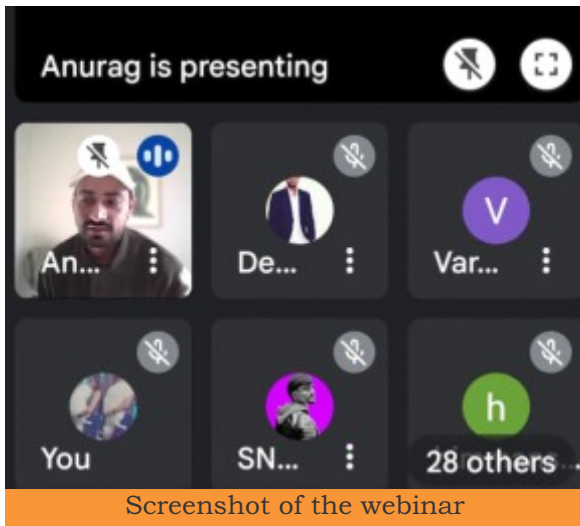 Anurag is presenting
An... De... Var...
V
You SN... h
28 others
Screenshot of the webinar